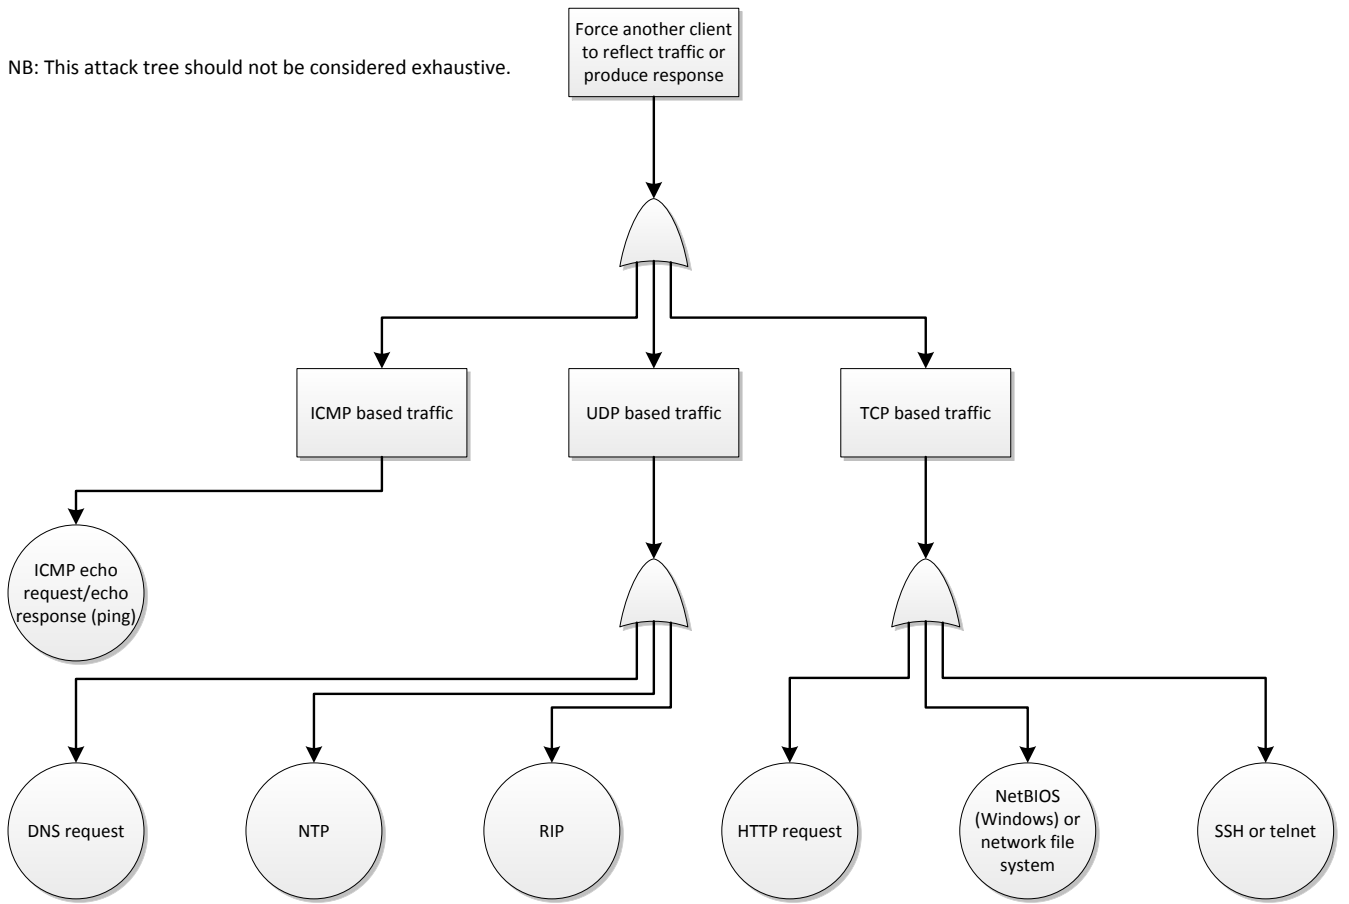 Force another client
to reflect traffic or
produce response
NB: This attack tree should not be considered exhaustive.
ICMP based traffic
UDP based traffic
TCP based traffic
ICMP echo
request/echo
response (ping)
DNS request
NTP
RIP
HTTP request
NetBIOS
(Windows) or
network file
system
SSH or telnet